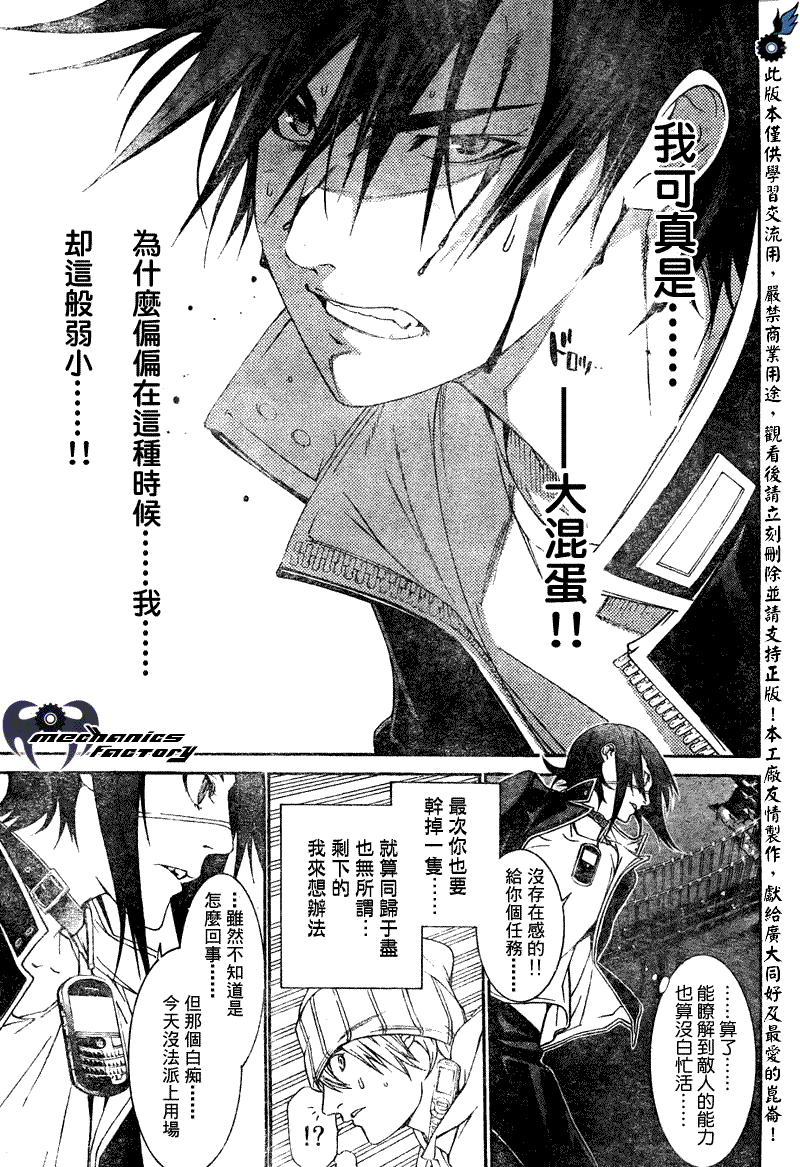 我可真是……
——大混蛋!!
ドロッ
為什麼偏偏在這種時候……我……
却這般弱小……!!
……算了……
能瞭解到敵人的能力
也算沒白忙活……
沒存在感的!!
給你個任務……
最次你也要
幹掉一隻……
就算同歸于盡
也無所謂…
剩下的
我來想辦法
!?
……雖然不知道是
怎麼回事……
但那個白痴
今天沒法派上用場
mechanics
factory
此版本僅供學習交流用，嚴禁商業用途，觀看後請立刻刪除並請支持正版！本工廠友情製作，獻給廣大同好及最愛的崑崙！